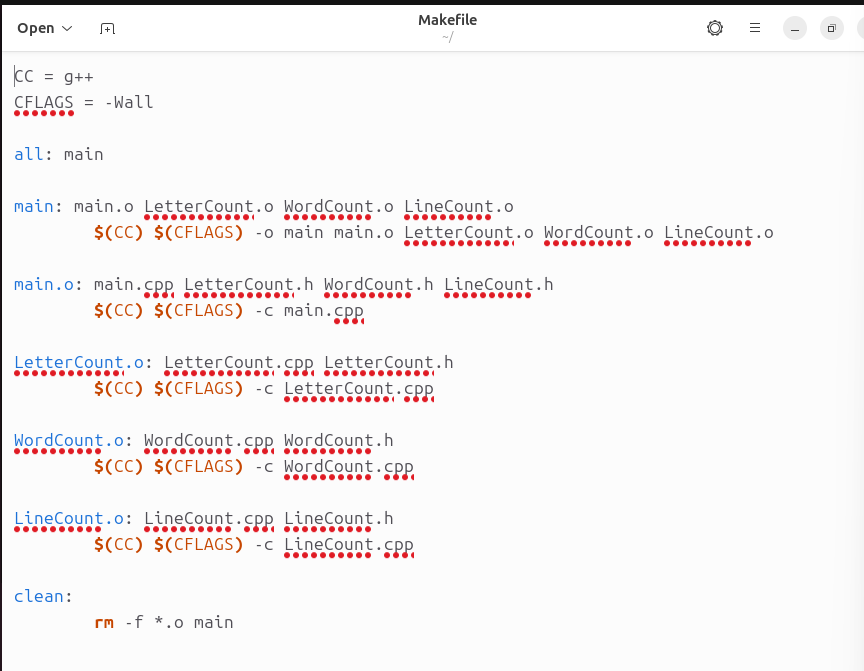 Open
Makefile
~/
CC = g++
CFLAGS = -Wall
all: main
main: main.o LetterCount.o WordCount.o LineCount.o
$(CC) $(CFLAGS) -o main main.o LetterCount.o WordCount.o LineCount.o
main.o: main.cpp LetterCount.h WordCount.h LineCount.h
$(CC) $(CFLAGS) -c main.cpp
LetterCount.o: LetterCount.cpp LetterCount.h
$(CC) $(CFLAGS) -c LetterCount.cpp
WordCount.o: WordCount.cpp WordCount.h
$(CC) $(CFLAGS) -c WordCount.cpp
LineCount.o: LineCount.cpp LineCount.h
$(CC) $(CFLAGS) -c LineCount.cpp
clean:
rm -f *.o main